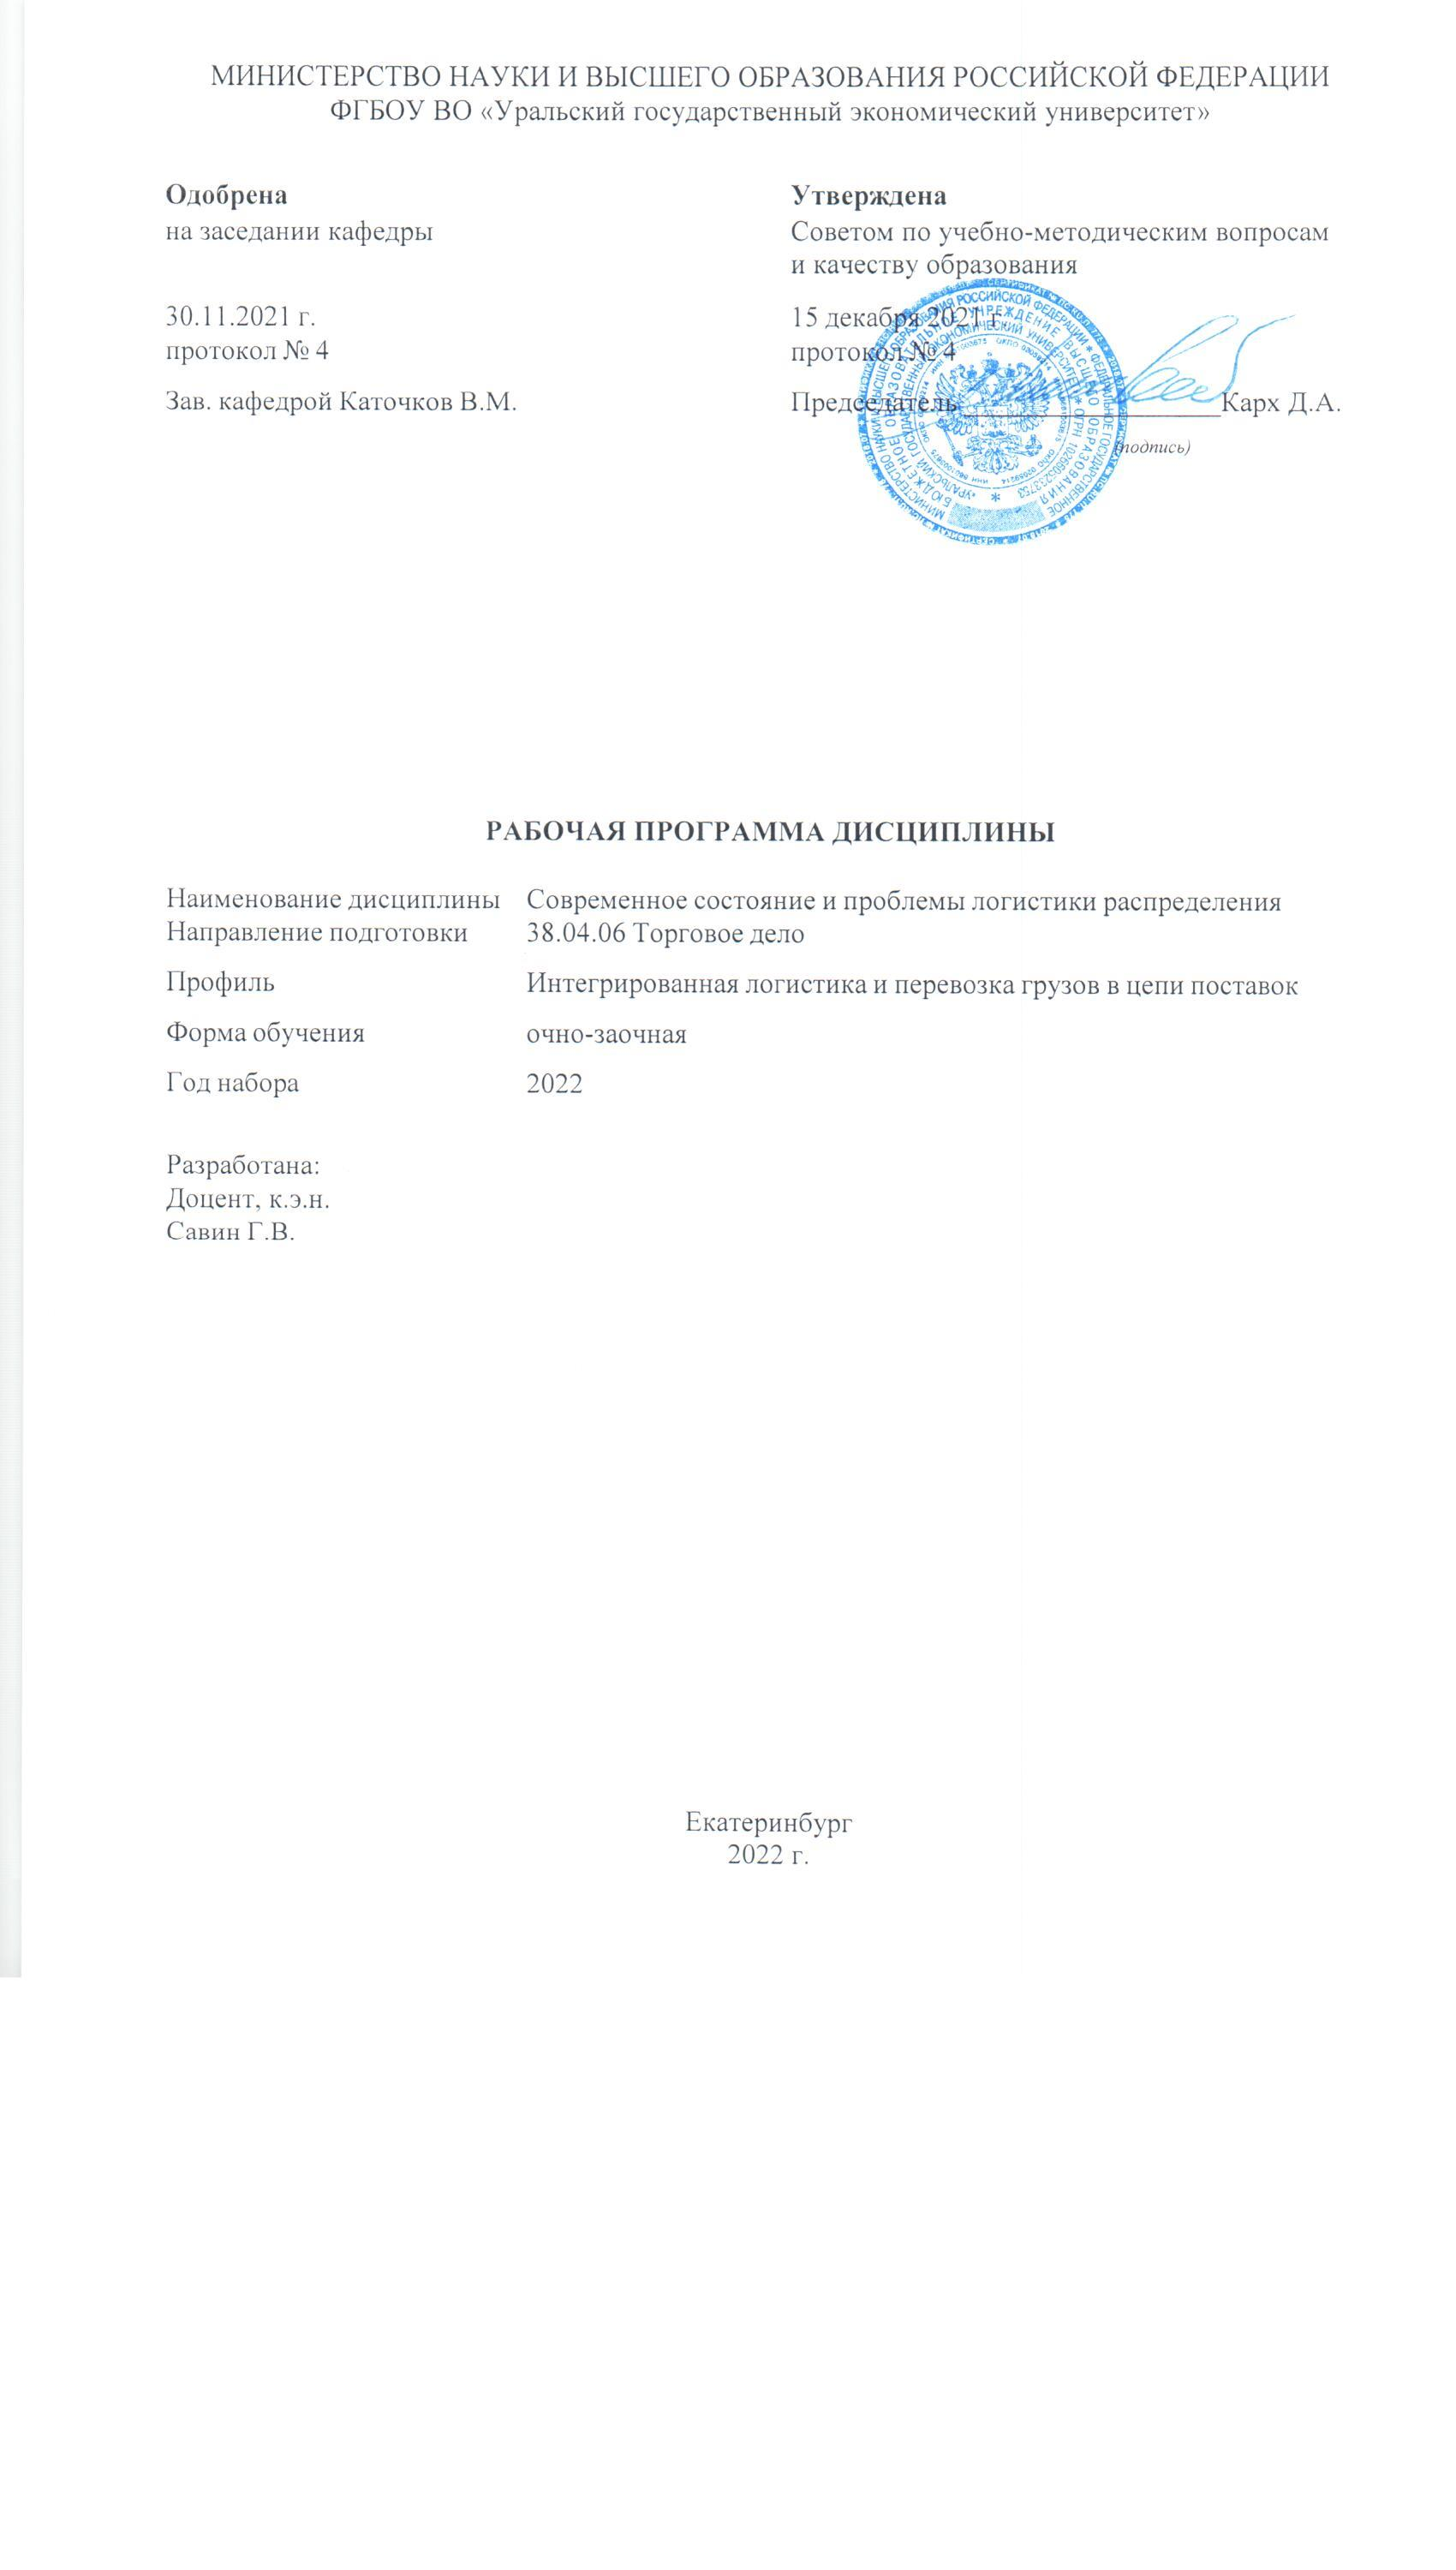 МИНИСТЕРСТВО НАУКИ И ВЫСШЕГО ОБРАЗОВАНИЯ РОССИЙСКОЙ ФЕДЕРАЦИИ
ФГБОУ ВО «Уральский государственный экономический университет»
Одобрена
на заседании кафедры
30.11.2021 г.
протокол № 4
Зав. кафедрой Каточков В.М.
Утверждена
Советом по учебно-методическим вопросам
и качеству образования
15 декабря 2021 г.
протокол № 4
Председатель Карх Д.А.
(подпись)
РАБОЧАЯ ПРОГРАММА ДИСЦИПЛИНЫ
Наименование дисциплины Современное состояние и проблемы логистики распределения
Направление подготовки 38.04.06 Торговое дело
Профиль Интегрированная логистика и перевозка грузов в цепи поставок
Форма обучения очно-заочная
Год набора 2022
Разработана:
Доцент, к.э.н.
Савин Г.В.
Екатеринбург
2022 г.